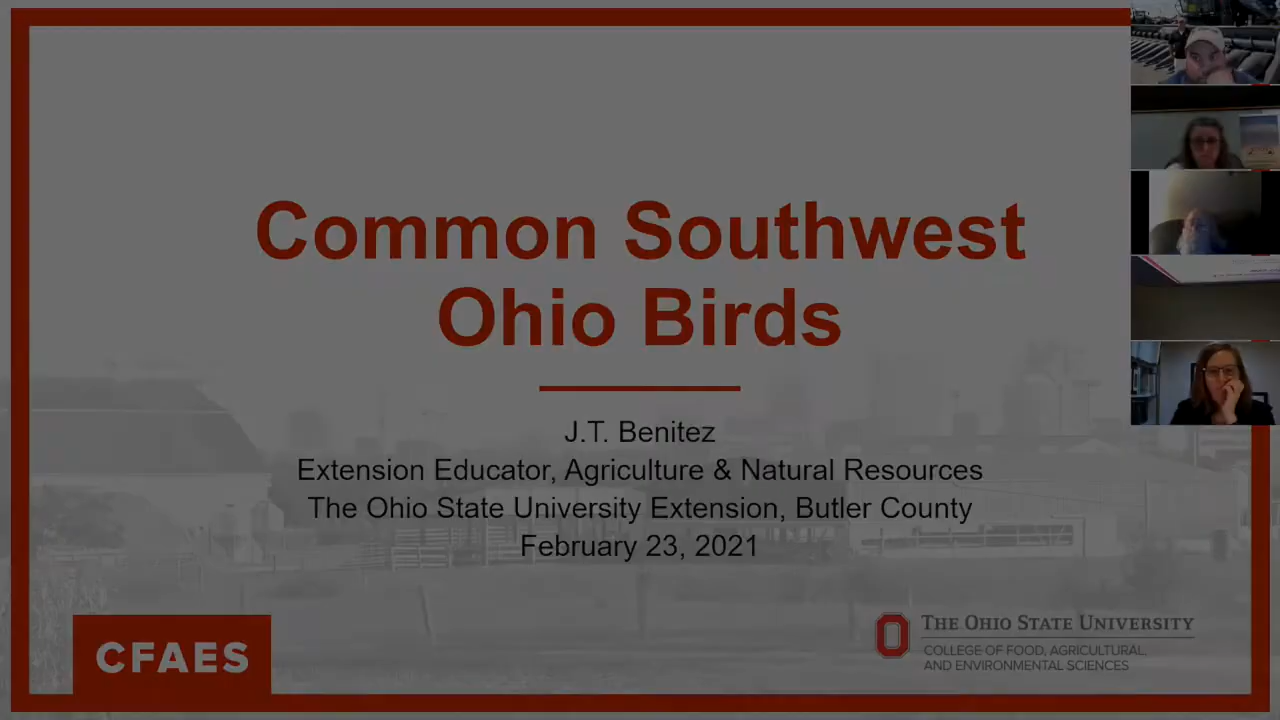 Common Southwest
Ohio Birds
J.T. Benitez
Extension Educator, Agriculture & Natural Resources
The Ohio State University Extension, Butler County
February 23, 2021
CFAES
THE OHIO STATE UNIVERSITY
COLLEGE OF FOOD, AGRICULTURAL,
AND ENVIRONMENTAL SCIENCES